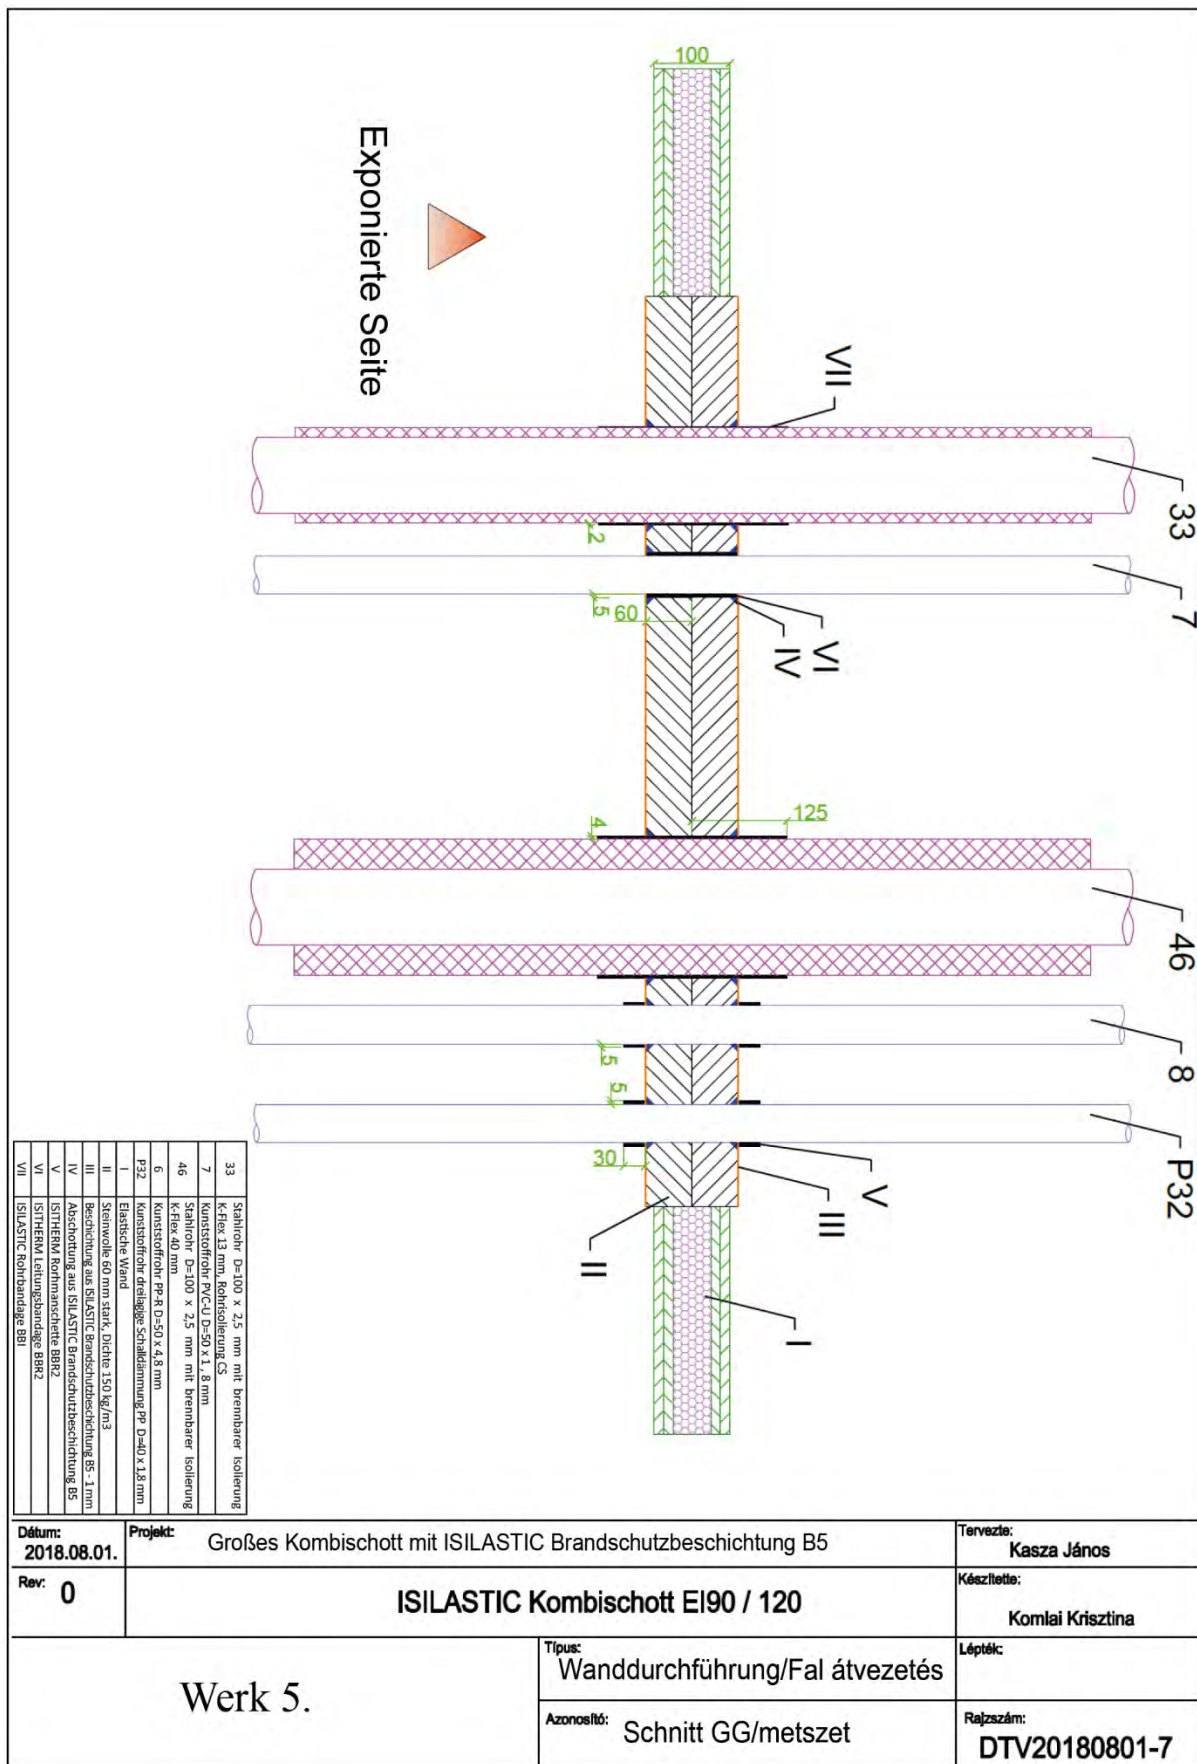 100
Exponierte Seite
VII
33
2
7
5
60
VI
IV
125
4
46
8
5
5
P32
30
V
III
II
I
33 Stahlrohr D=100 x 2,5 mm mit brennbarer Isolierung
K-Flex 13 mm, Rohrisolierung CS
7 Kunststoffrohr PVC-U D=50 x 1,8 mm
46 Stahlrohr D=100 x 2,5 mm mit brennbarer Isolierung
K-Flex 40 mm
6 Kunststoffrohr PP-R D=50 x 4,8 mm
P32 Kunststoffrohr dreilagige Schalldämmung PP D=40 x 1,8 mm
I Elastische Wand
II Steinwolle 60 mm stark, Dichte 150 kg/m3
III Beschichtung aus ISILASTIC Brandschutzbeschichtung B5 - 1 mm
IV Abschottung aus ISILASTIC Brandschutzbeschichtung B5
V ISITHERM Rorhmanschette BBR2
VI ISITHERM Leitungsbandage BBR2
VII ISILASTIC Rohrbandage BBI
Dátum:
2018.08.01.
Projekt:
Großes Kombischott mit ISILASTIC Brandschutzbeschichtung B5
Tervezte:
Kasza János
Rev: 0
ISILASTIC Kombischott EI90 / 120
Készítette:
Komlai Krisztina
Werk 5.
Típus:
Wanddurchführung/Fal átvezetés
Lépték:
Azonosító: Schnitt GG/metszet
Rajzszám:
DTV20180801-7